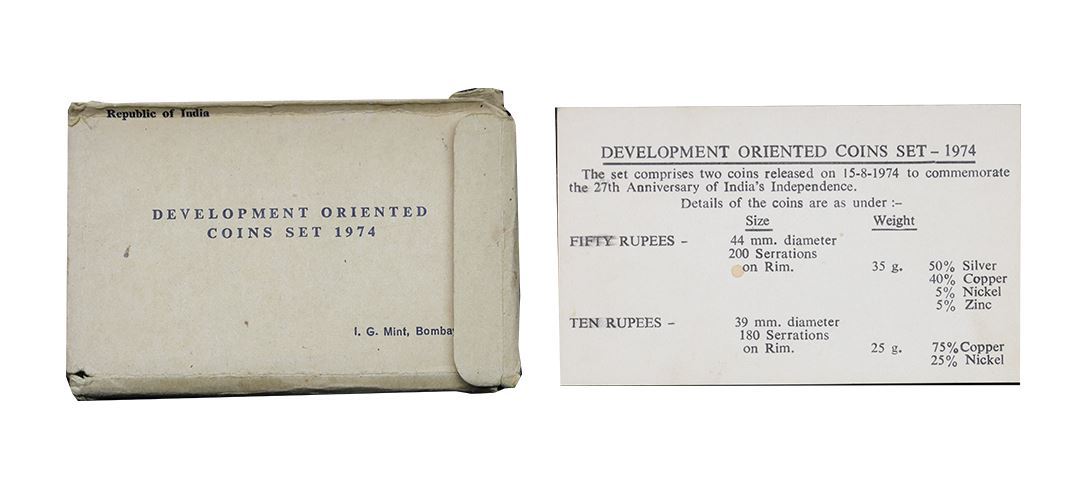 Republic of India
DEVELOPMENT ORIENTED
COINS SET 1974
I. G. Mint, Bombay
DEVELOPMENT ORIENTED COINS SET – 1974
The set comprises two coins released on 15-8-1974 to commemorate
the 27th Anniversary of India's Independence.
Details of the coins are as under :–
Size Weight
FIFTY RUPEES – 44 mm. diameter
200 Serrations
on Rim. 35 g. 50% Silver
40% Copper
5% Nickel
5% Zinc
TEN RUPEES – 39 mm. diameter
180 Serrations
on Rim. 25 g. 75% Copper
25% Nickel